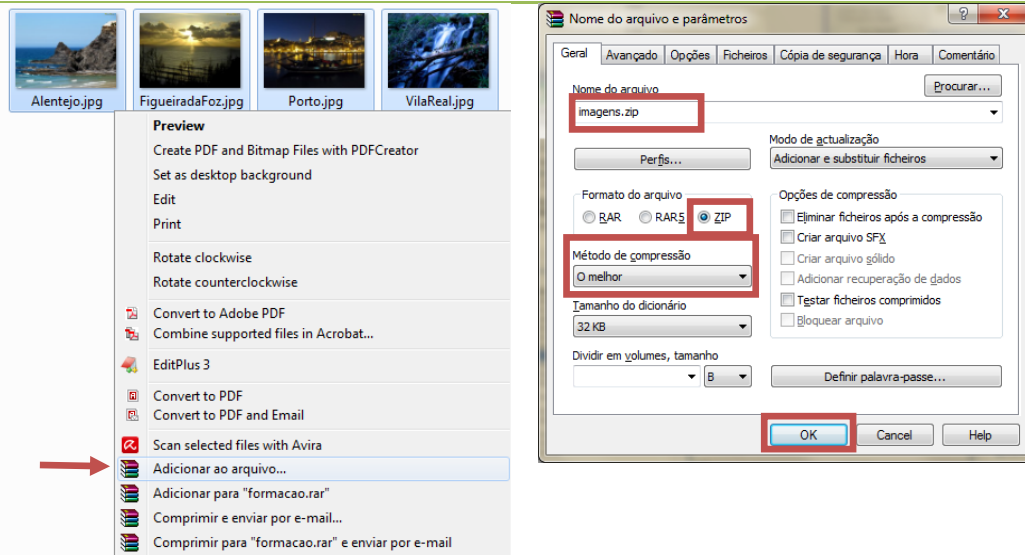 Alentejo.jpg
FigueiradaFoz.jpg
Porto.jpg
VilaReal.jpg
Preview
Create PDF and Bitmap Files with PDFCreator
Set as desktop background
Edit
Print
Rotate clockwise
Rotate counterclockwise
Convert to Adobe PDF
Combine supported files in Acrobat...
EditPlus 3
Convert to PDF
Convert to PDF and Email
Scan selected files with Avira
Adicionar ao arquivo...
Adicionar para "formacao.rar"
Comprimir e enviar por e-mail...
Comprimir para "formacao.rar" e enviar por e-mail
Nome do arquivo e parâmetros
Geral
Avançado
Opções
Ficheiros
Cópia de segurança
Hora
Comentário
Nome do arquivo
Procurar...
imagens.zip
Perfis...
Modo de actualização
Adicionar e substituir ficheiros
Formato do arquivo
RAR
RAR5
ZIP
Método de compressão
O melhor
Tamanho do dicionário
32 KB
Dividir em volumes, tamanho
B
Opções de compressão
Eliminar ficheiros após a compressão
Criar arquivo SFX
Criar arquivo sólido
Adicionar recuperação de dados
Testar ficheiros comprimidos
Bloquear arquivo
Definir palavra-passe...
OK
Cancel
Help